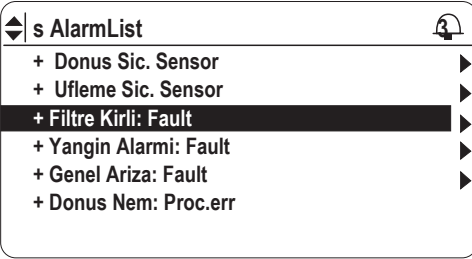 s AlarmList
3
+ Donus Sic. Sensor
+ Ufleme Sic. Sensor
+ Filtre Kirli: Fault
+ Yangin Alarmi: Fault
+ Genel Ariza: Fault
+ Donus Nem: Proc.err